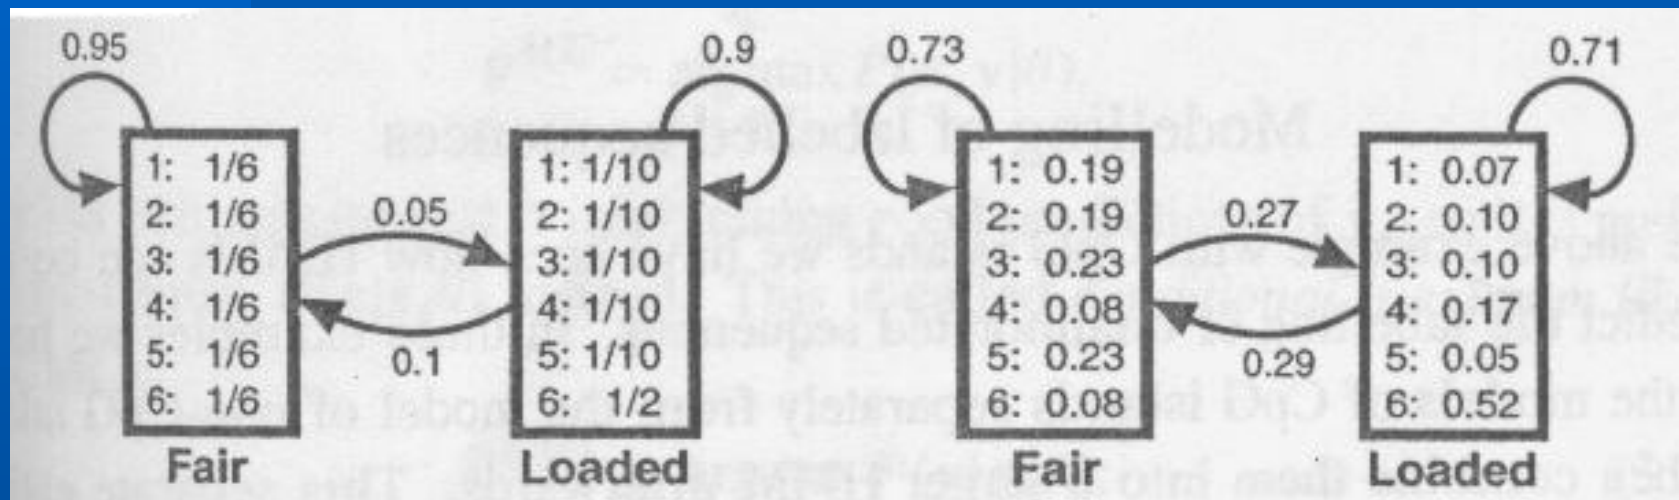 0.95 0.9 0.73 0.71
1: 1/6 1: 1/10 1: 0.19 1: 0.07
2: 1/6 0.05 2: 1/10 2: 0.19 0.27 2: 0.10
3: 1/6 3: 1/10 3: 0.23 3: 0.10
4: 1/6 4: 1/10 4: 0.08 4: 0.17
5: 1/6 0.1 5: 1/10 5: 0.23 0.29 5: 0.05
6: 1/6 6: 1/2 6: 0.08 6: 0.52
Fair Loaded Fair Loaded